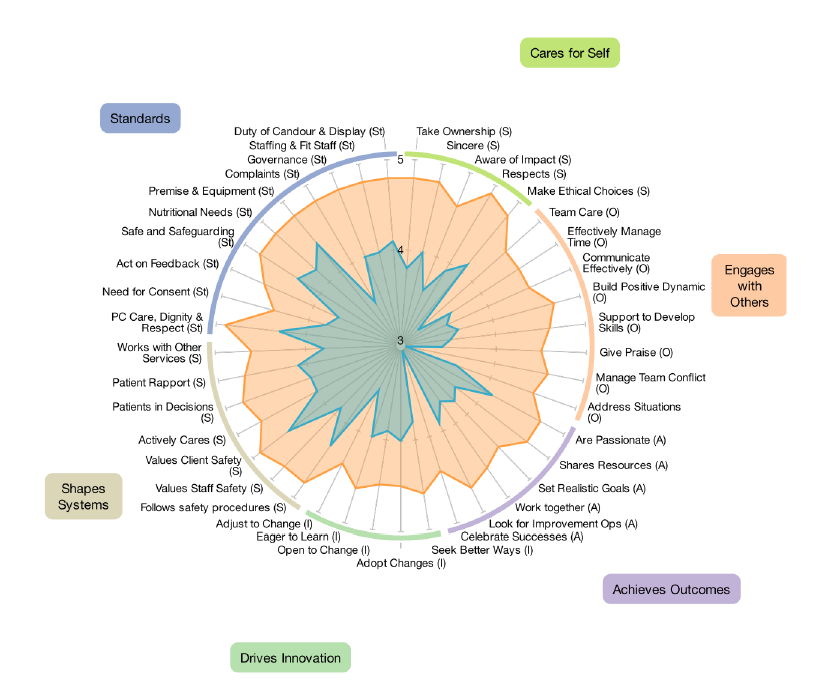 Cares for Self
Standards
Duty of Candour & Display (St)
Take Ownership (S)
Staffing & Fit Staff (St)
Sincere (S)
Governance (St)
5
Aware of Impact (S)
Complaints (St)
Respects (S)
Premise & Equipment (St)
Make Ethical Choices (S)
Nutritional Needs (St)
Team Care (O)
Safe and Safeguarding
(St)
Effectively Manage
Time (O)
4
Act on Feedback (St)
Communicate
Effectively (O)
Engages
with
Others
Need for Consent (St)
Build Positive Dynamic
(O)
PC Care, Dignity &
Respect (St)
Support to Develop
Skills (O)
3
Works with Other
Services (S)
Give Praise (O)
Patient Rapport (S)
Manage Team Conflict
(O)
Patients in Decisions
(S)
Address Situations
(O)
Actively Cares (S)
Are Passionate (A)
Values Client Safety
(S)
Shares Resources (A)
Shapes
Systems
Values Staff Safety (S)
Set Realistic Goals (A)
Follows safety procedures (S)
Work together (A)
Adjust to Change (I)
Look for Improvement Ops (A)
Eager to Learn (I)
Celebrate Successes (A)
Open to Change (I)
Seek Better Ways (I)
Adopt Changes (I)
Achieves Outcomes
Drives Innovation